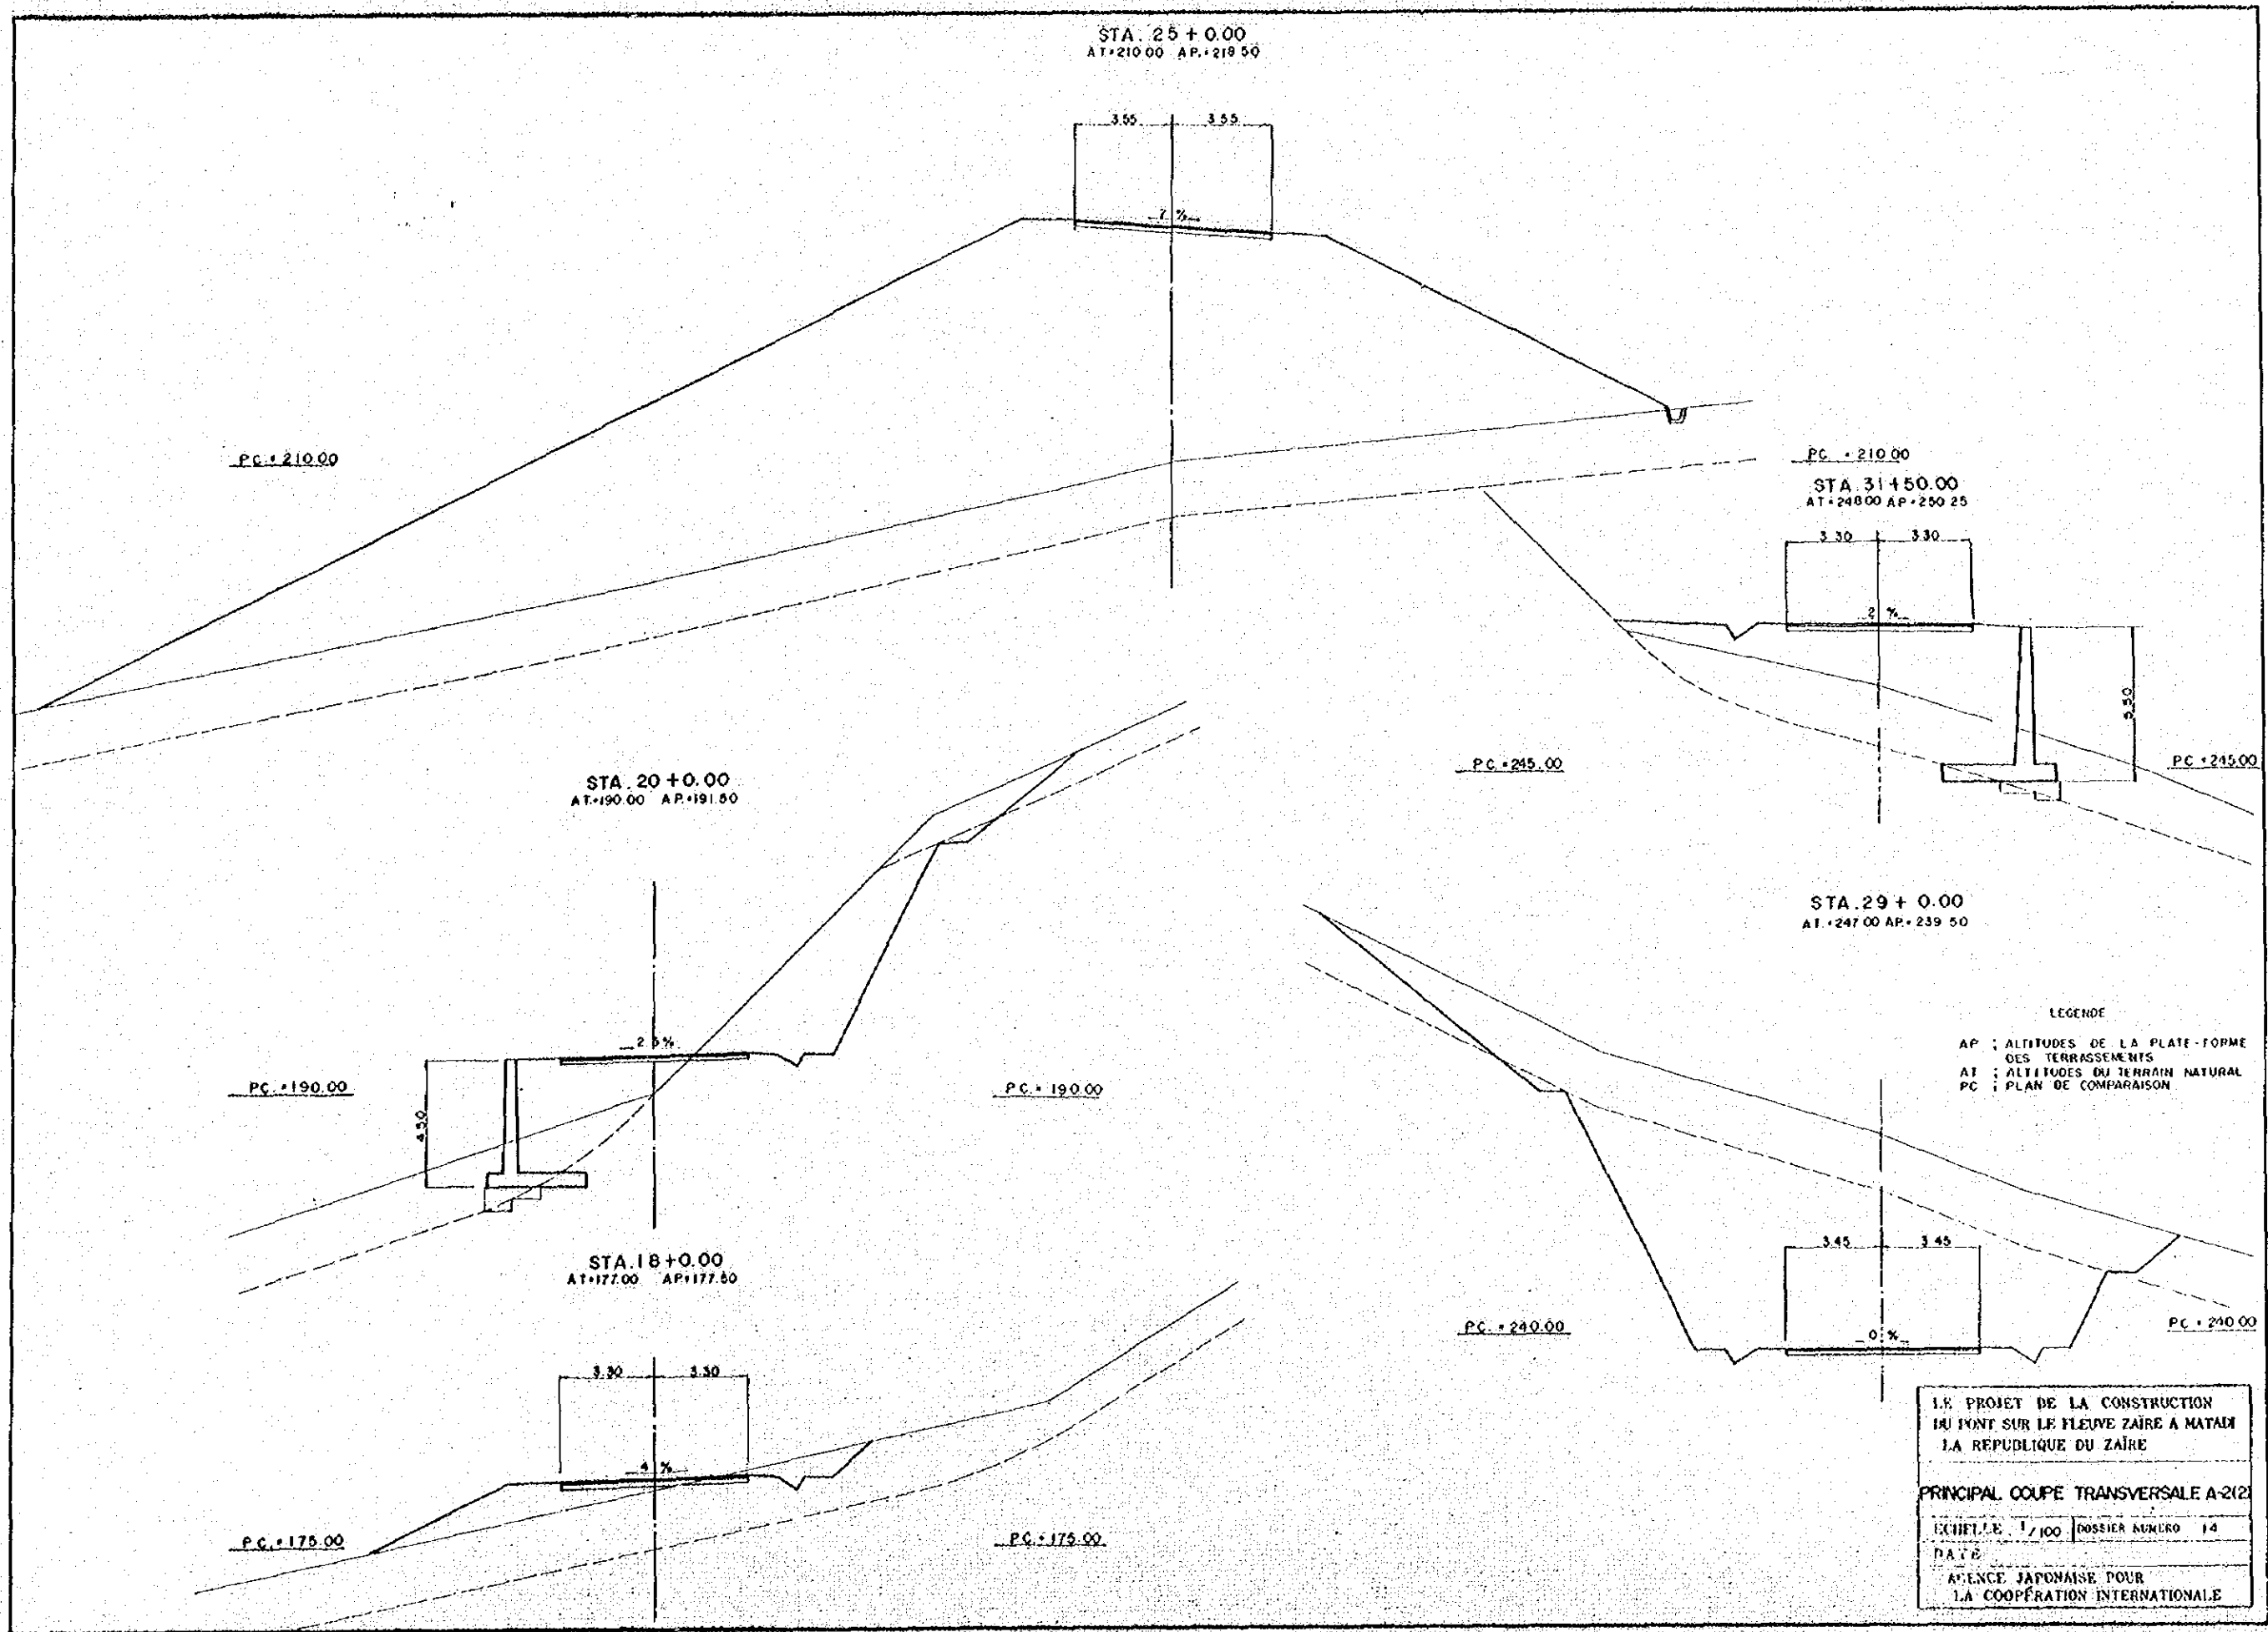 STA. 25 + 0.00
AT=210.00 AP.=219.50
3.55 3.55
7 %
PC.=210.00
PC.=210.00
STA. 31+50.00
AT=248.00 AP=250.25
3.30 3.30
2 %
5.50
PC.=245.00
PC=245.00
STA. 20 +0.00
AT.=190.00 AP.=191.50
2.5%
4.50
PC.=190.00
PC.=190.00
STA.29 + 0.00
AT.=247.00 AP.=239.50
3.45 3.45
0 %
PC.=240.00
PC.=240.00
LEGENDE
AP ; ALTITUDES DE LA PLATE-FORME
DES TERRASSEMENTS
AT ; ALTITUDES DU TERRAIN NATURAL
PC ; PLAN DE COMPARAISON
STA.18+0.00
AT=177.00 AP=177.50
3.30 3.30
4 %
PC.=175.00
PC.=175.00
LE PROJET DE LA CONSTRUCTION
DU PONT SUR LE FLEUVE ZAÏRE A MATADI
LA REPUBLIQUE DU ZAÏRE
PRINCIPAL COUPE TRANSVERSALE A-2(2)
ECHELLE 1/100 DOSSIER NUMERO 14
DATE
AGENCE JAPONAISE POUR
LA COOPÉRATION INTERNATIONALE